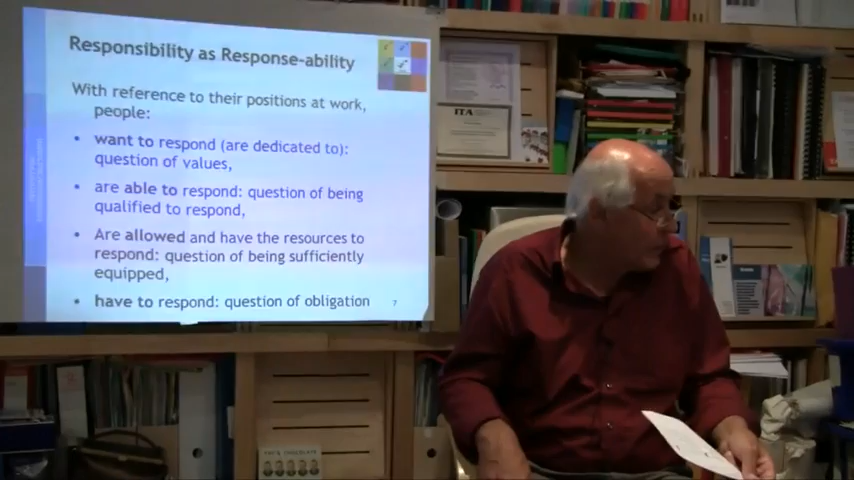 Responsibility as Response-ability
With reference to their positions at work,
people:
• want to respond (are dedicated to):
question of values,
• are able to respond: question of being
qualified to respond,
• Are allowed and have the resources to
respond: question of being sufficiently
equipped,
• have to respond: question of obligation
7
ITA